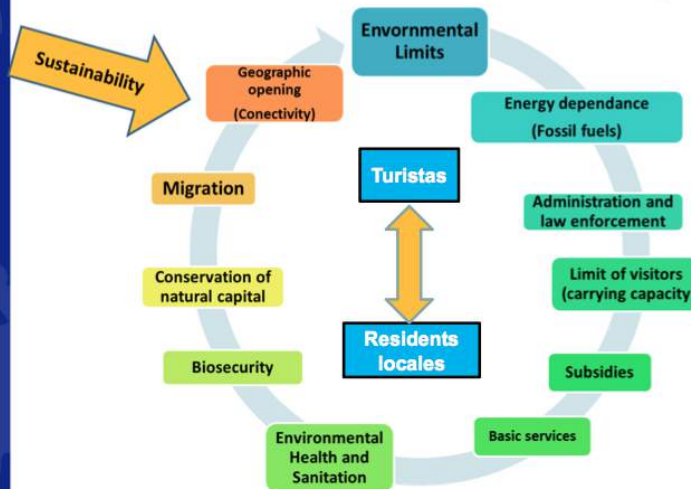 Sustainability
Envornmental
Limits
Energy dependance
(Fossil fuels)
Administration and
law enforcement
Limit of visitors
(carrying capacity
Subsidies
Basic services
Environmental
Health and
Sanitation
Biosecurity
Conservation of
natural capital
Migration
Geographic
opening
(Conectivity)
Turistas
Residents
locales